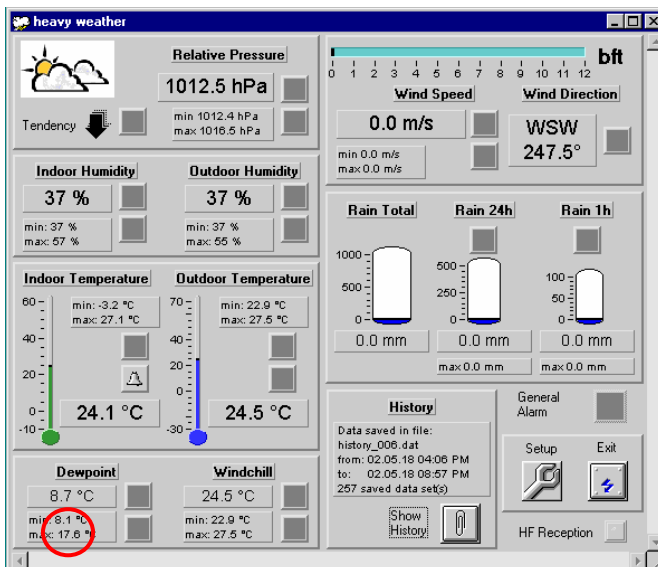 heavy weather
Relative Pressure
1012.5 hPa
Tendency
min 1012.4 hPa
max 1016.5 hPa
bft
0 1 2 3 4 5 6 7 8 9 10 11 12
Wind Speed
Wind Direction
0.0 m/s
min 0.0 m/s
max 0.0 m/s
WSW
247.5°
Indoor Humidity
Outdoor Humidity
37 %
37 %
min: 37 %
max: 57 %
min: 37 %
max: 55 %
Rain Total
Rain 24h
Rain 1h
1000
500
0
500
250
0
100
50
0
0.0 mm
0.0 mm
0.0 mm
max 0.0 mm
max 0.0 mm
Indoor Temperature
Outdoor Temperature
60
40
20
0
-10
min: -3.2 °C
max: 27.1 °C
24.1 °C
70
40
20
0
-30
min: 22.9 °C
max: 27.5 °C
24.5 °C
History
Data saved in file:
history_006.dat
from: 02.05.18 04:06 PM
to: 02.05.18 08:57 PM
257 saved data set(s)
Show
History
General
Alarm
Setup
Exit
HF Reception
Dewpoint
Windchill
8.7 °C
24.5 °C
min: 8.1 °C
max: 17.6 °C
min: 22.9 °C
max: 27.5 °C